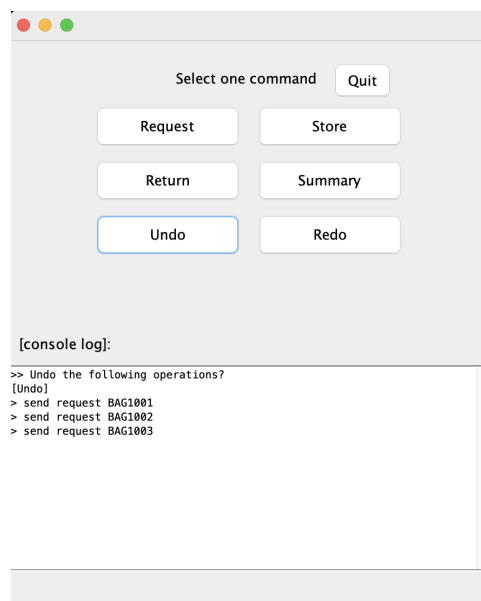 Select one command Quit
Request Store
Return Summary
Undo Redo
[console log]:
>> Undo the following operations?
[Undo]
> send request BAG1001
> send request BAG1002
> send request BAG1003